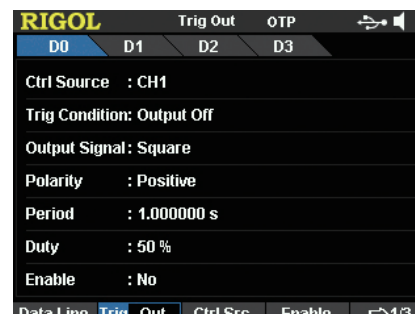 RIGOL Trig Out OTP
D0 D1 D2 D3
Ctrl Source : CH1
Trig Condition: Output Off
Output Signal: Square
Polarity : Positive
Period : 1.000000 s
Duty : 50 %
Enable : No
Data Line Trig Out Ctrl Src Enable 1/3